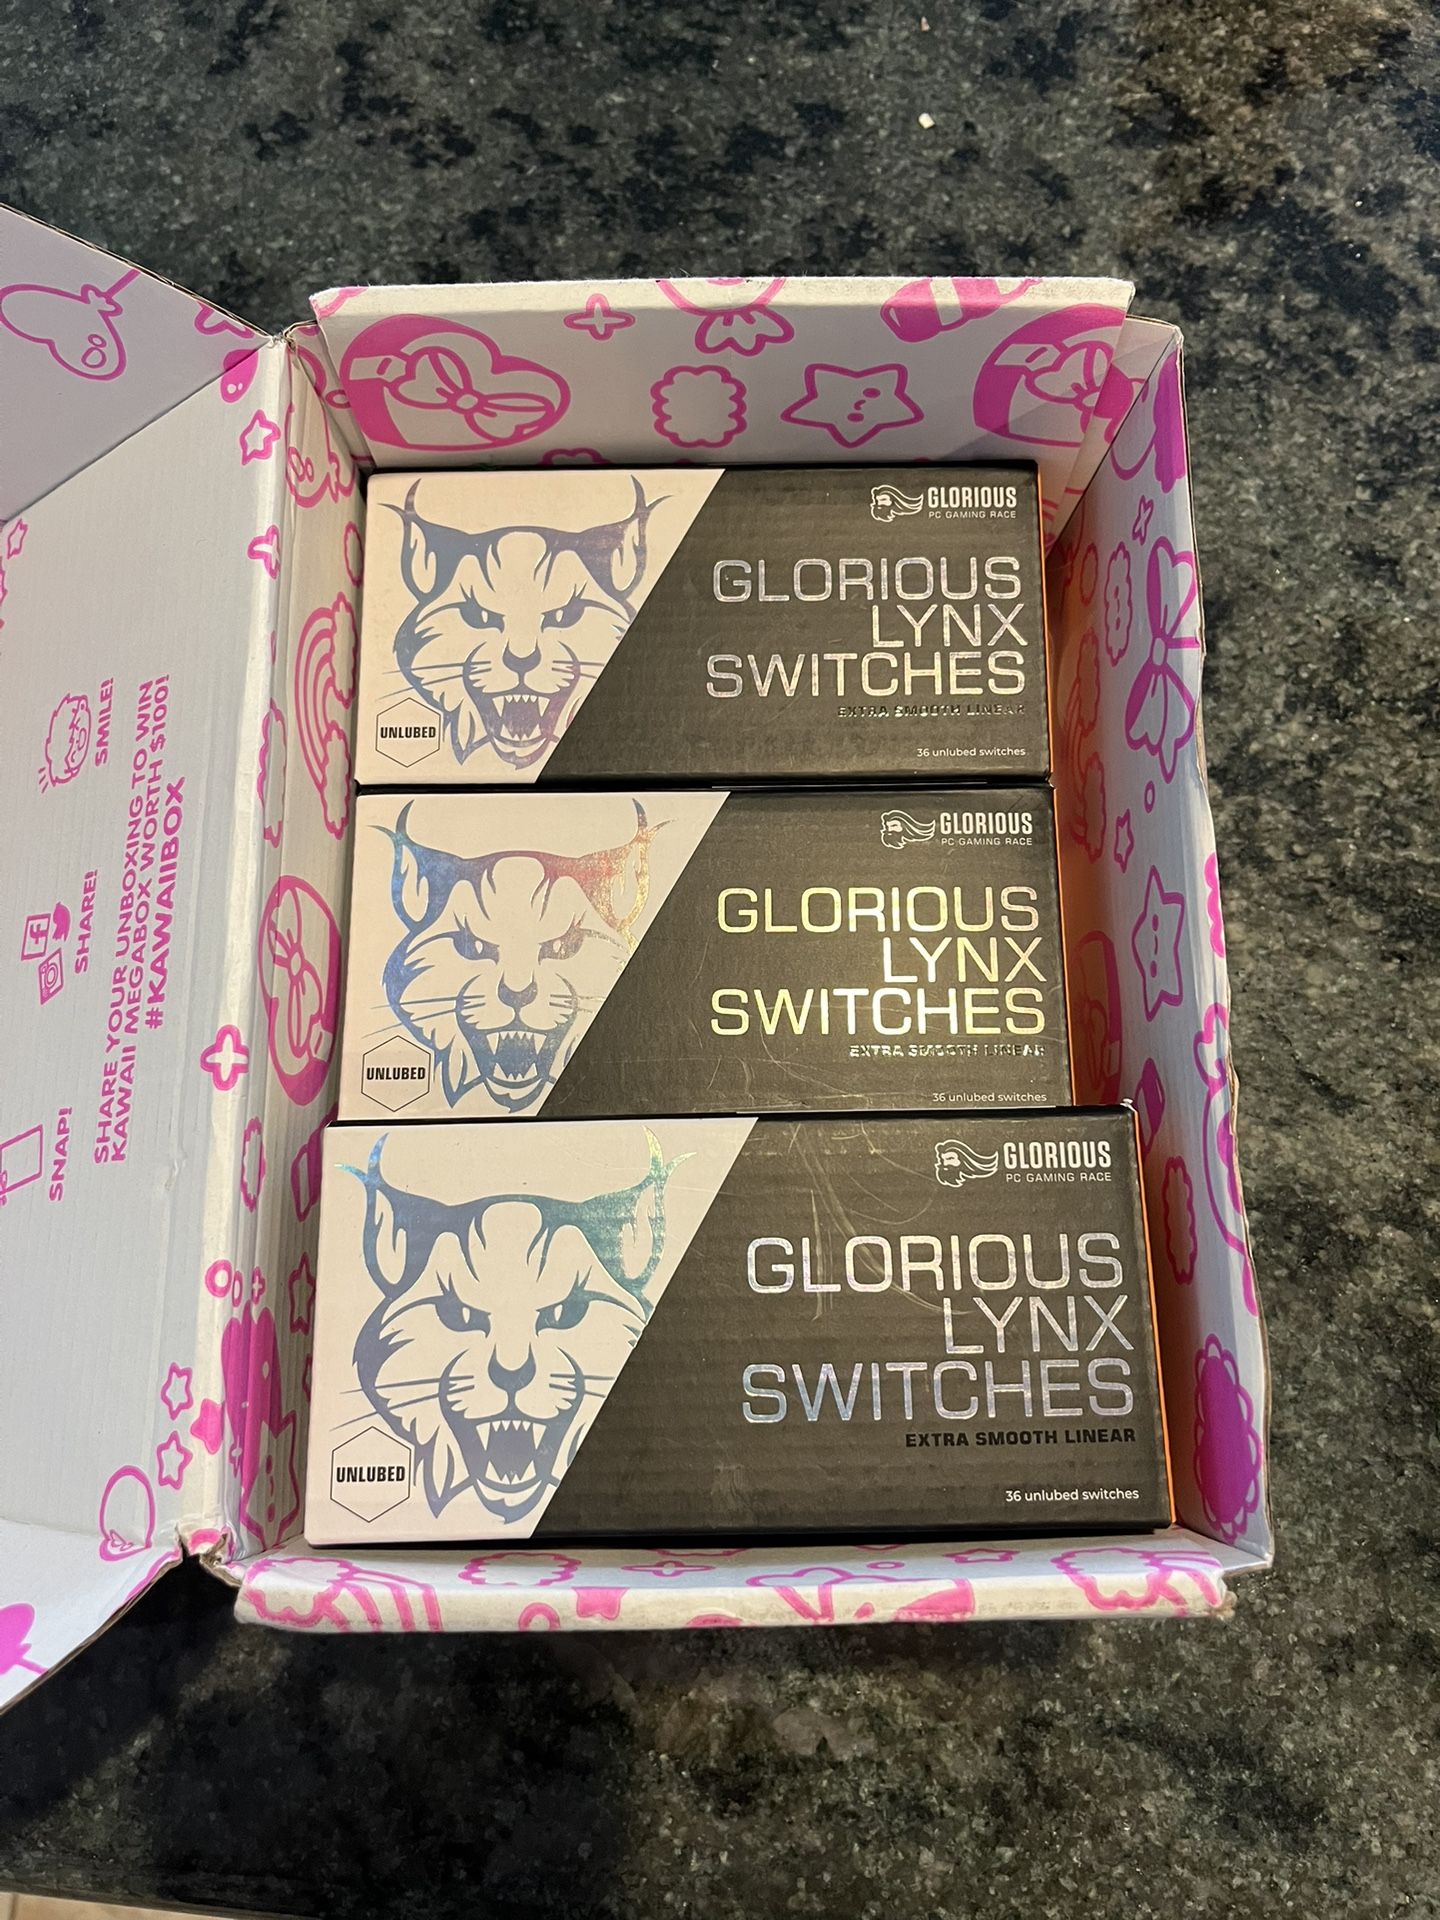 GLORIOUS
PC GAMING RACE
GLORIOUS
LYNX
SWITCHES
EXTRA SMOOTH LINEAR
UNLUBED
36 unlubed switches
GLORIOUS
PC GAMING RACE
GLORIOUS
LYNX
SWITCHES
EXTRA SMOOTH LINEAR
UNLUBED
36 unlubed switches
GLORIOUS
PC GAMING RACE
GLORIOUS
LYNX
SWITCHES
EXTRA SMOOTH LINEAR
UNLUBED
36 unlubed switches
SNAP!
SHARE!
SMILE!
SHARE YOUR UNBOXING TO WIN
KAWAII MEGABOX WORTH $100!
#KAWAIIBOX